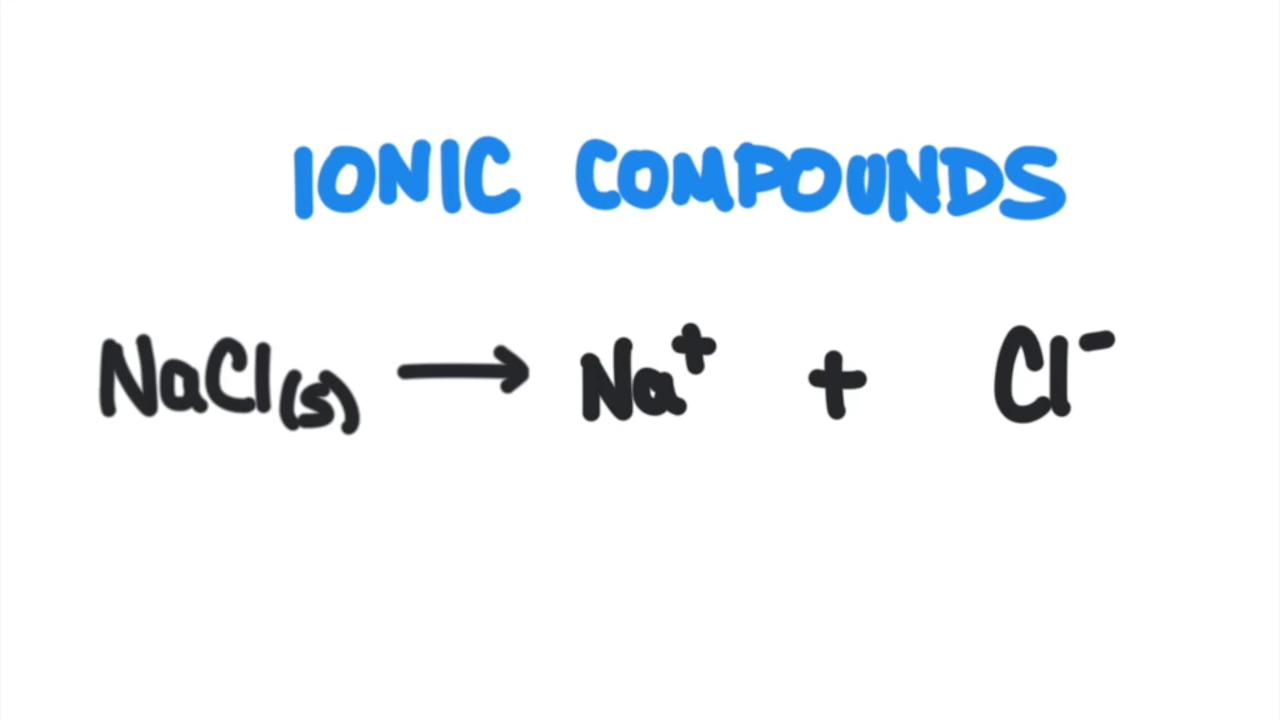 IONIC COMPOUNDS
NaCl₍s₎ → Na⁺ + Cl⁻